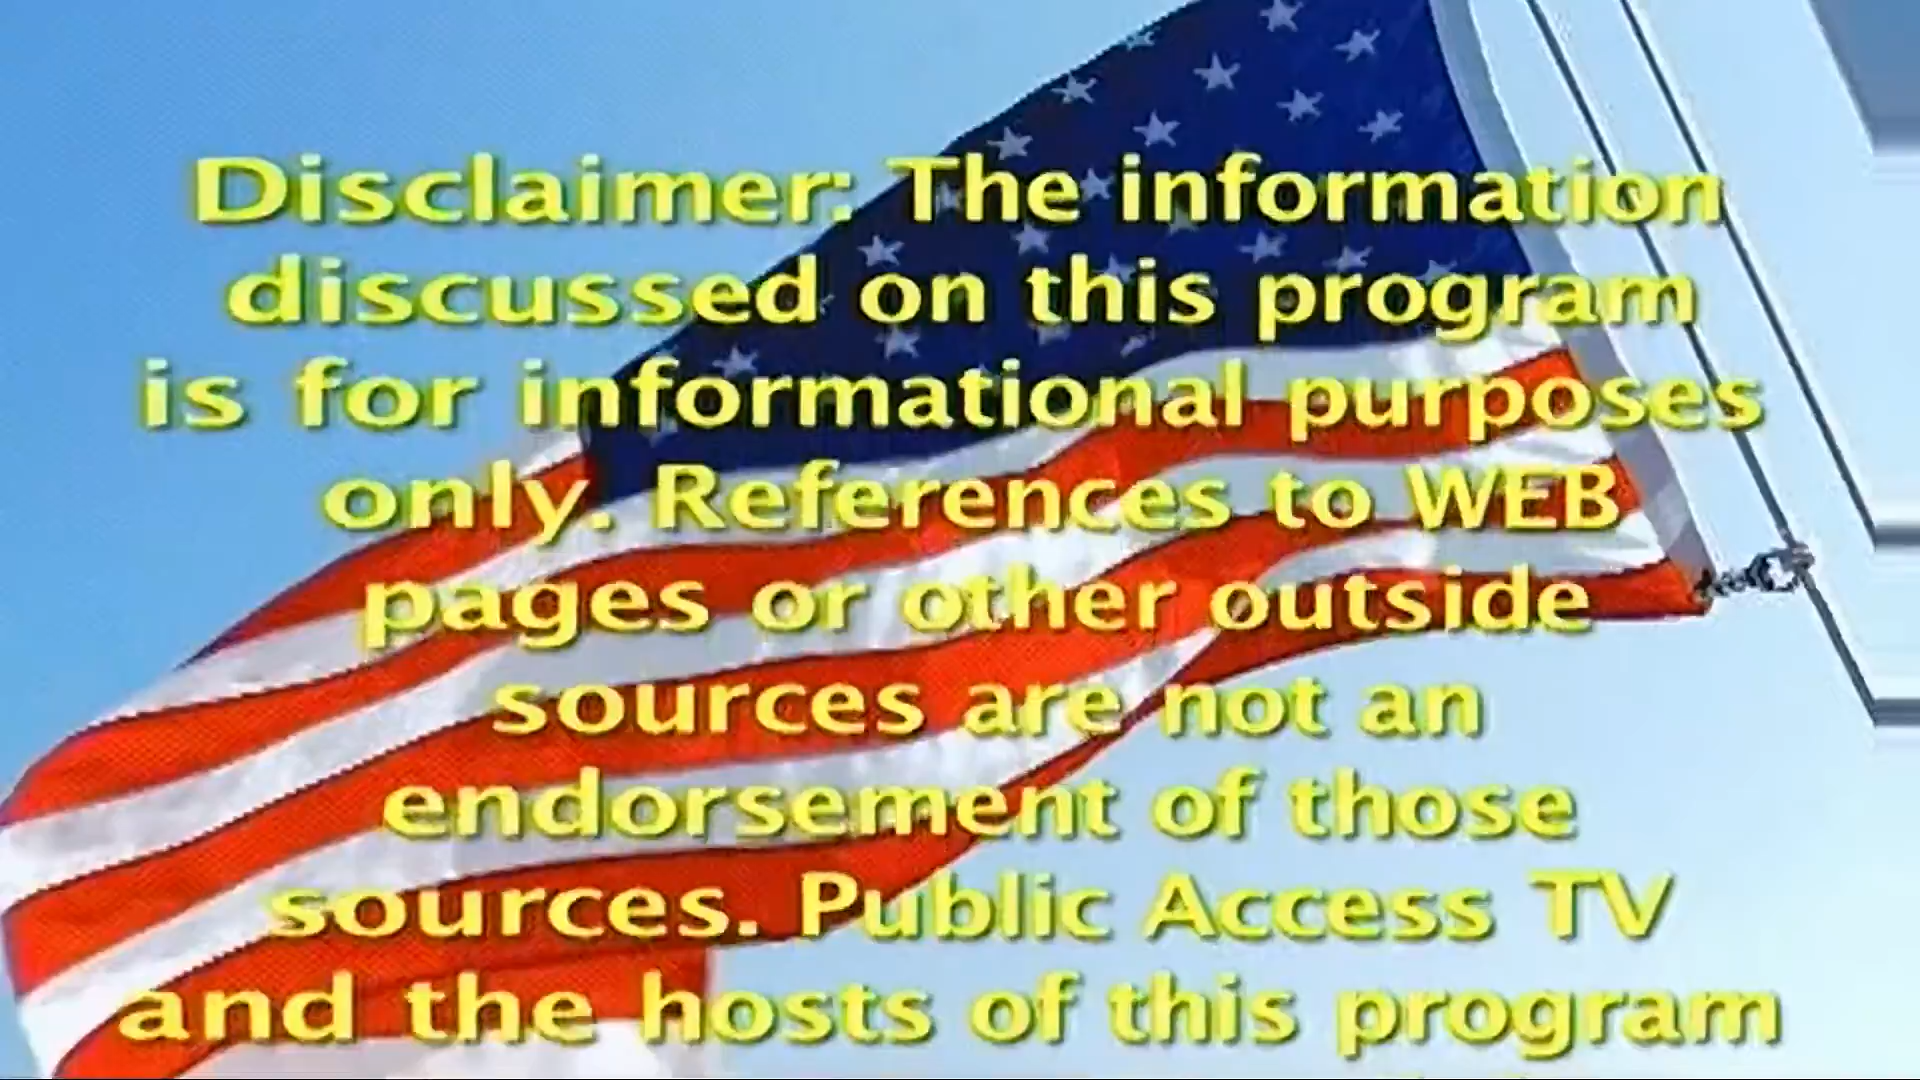 Disclaimer: The information
discussed on this program
is for informational purposes
only. References to WEB
pages or other outside
sources are not an
endorsement of those
sources. Public Access TV
and the hosts of this program